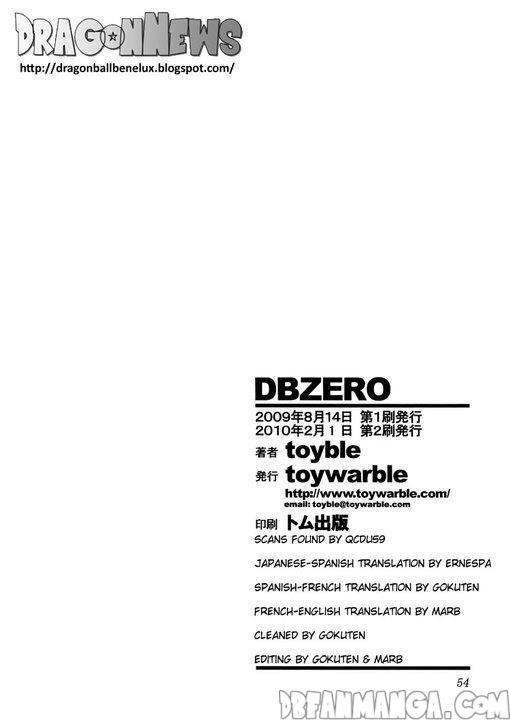 DRAGONNEWS
http://dragonballbenelux.blogspot.com/
DBFANMANGA.COM
DBZERO
2009年8月14日 第1刷発行
2010年2月1日 第2刷発行
著者 toyble
発行 toywarble
http://www.toywarble.com/
email: toyble@toywarble.com
印刷 トム出版
SCANS FOUND BY QCDU59
JAPANESE-SPANISH TRANSLATION BY ERNESPA
SPANISH-FRENCH TRANSLATION BY GOKUTEN
FRENCH-ENGLISH TRANSLATION BY MARB
CLEANED BY GOKUTEN
EDITING BY GOKUTEN & MARB
54
DBFANMANGA.COM